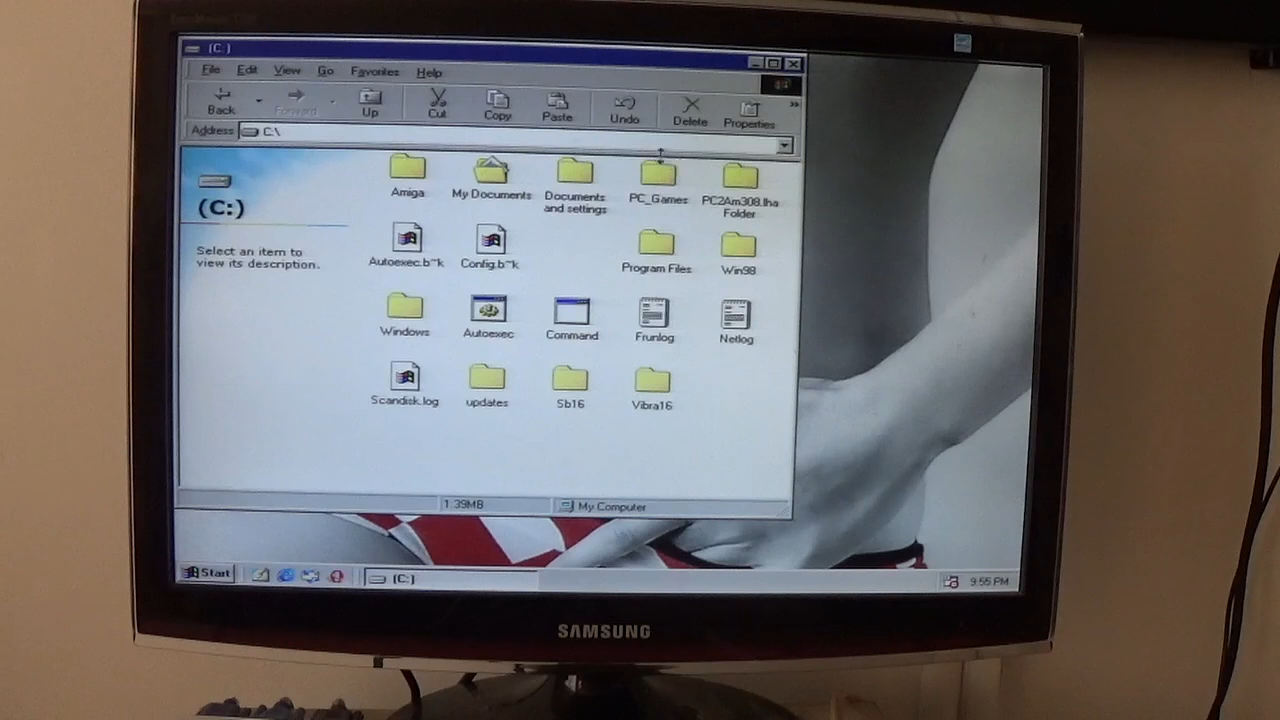 (C:)
File Edit View Go Favorites Help
Back Forward Up Cut Copy Paste Undo Delete Properties »
Address C:\
(C:)
Select an item to
view its description.
Amiga My Documents Documents and settings PC_Games PC2Am308.lha Folder
Autoexec.b~k Config.b~k Program Files Win98
Windows Autoexec Command Frunlog Netlog
Scandisk.log updates Sb16 Vibra16
1.39MB My Computer
Start (C:) 9:55 PM
SAMSUNG